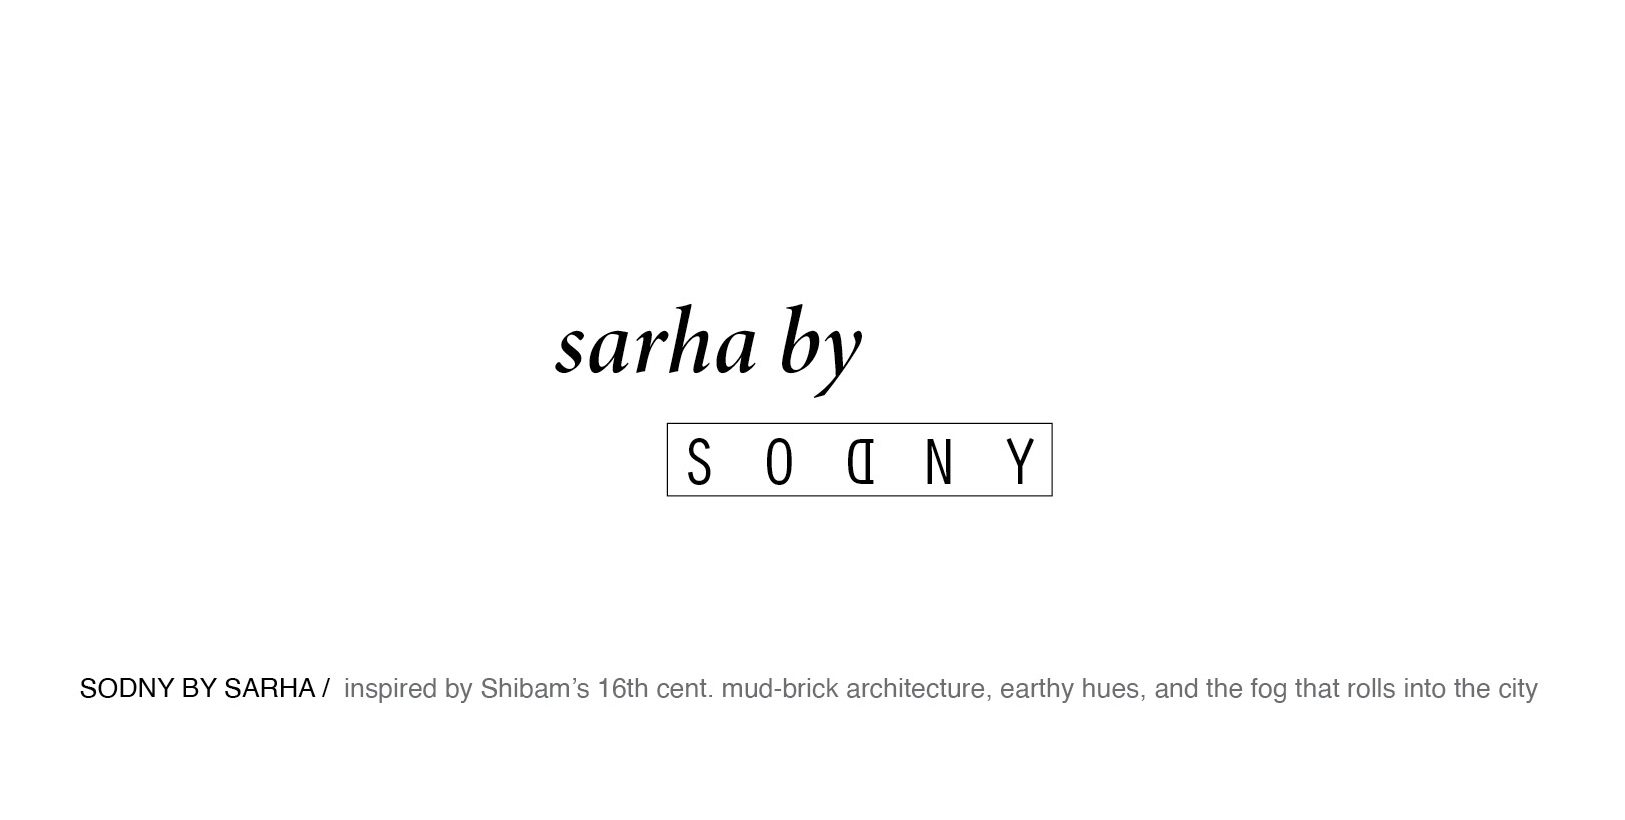 sarha by
SODNY
SODNY BY SARHA / inspired by Shibam’s 16th cent. mud-brick architecture, earthy hues, and the fog that rolls into the city